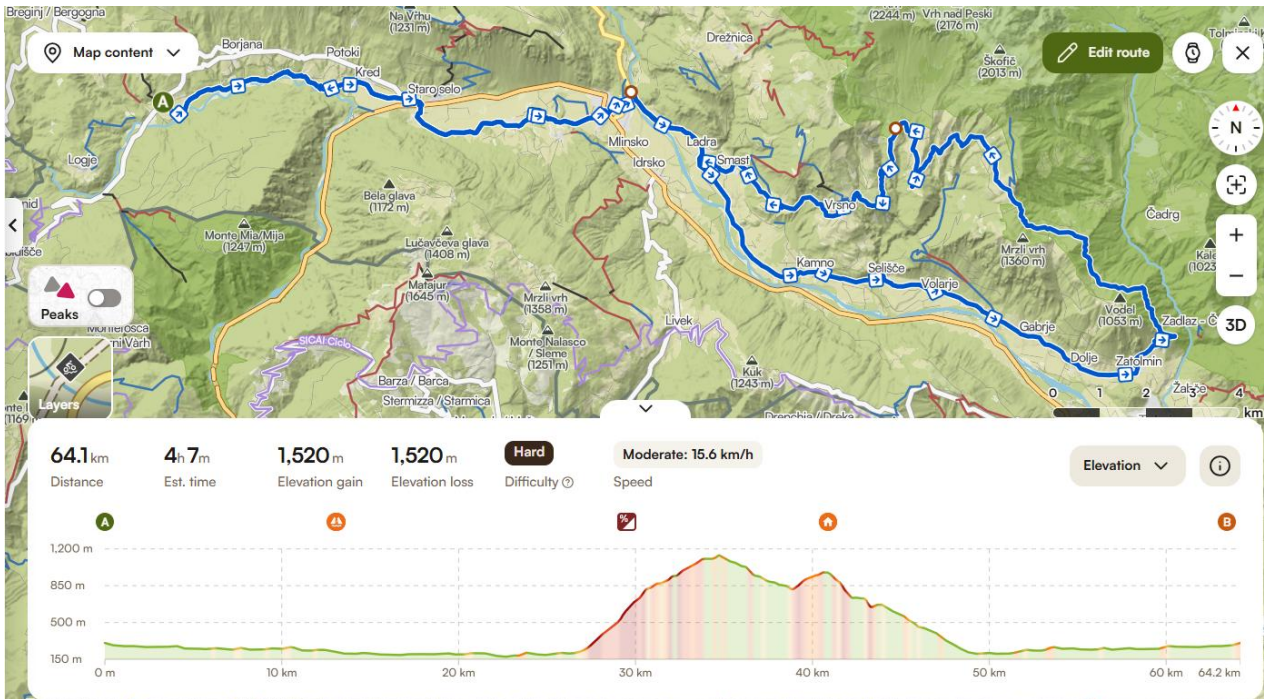 Breginj / Bergogna
Na Vrhu
(1231 m)
(2244 m)
Vrh nad Peski
(2176 m)
Map content
Borjana
Potoki
Drežnica
Škofič
(2013 m)
Edit route
Kred
Staro selo
A
N
Mlinsko
Ladra
Idrsko
Smast
Logje
Bela glava
(1172 m)
Vrsno
Čadrg
Monte Mia/Mija
(1247 m)
Lučavčeva glava
(1408 m)
Mrzli vrh
(1360 m)
Kamno
Selišče
Volarje
Matajur
(1645 m)
Mrzli vrh
(1358 m)
Peaks
Vodel
(1053 m)
3D
Livek
Gabrje
SICAI Ciclo
Monte Nalasco
/ Sleme
(1251 m)
Dolje
Zatolmin
Kuk
(1243 m)
Barza / Barca
Stermizza / Starmica
Layers
Žabče
0 1 2 3 4
km
64.1 km
4 h 7 m
1,520 m
1,520 m
Hard
Moderate: 15.6 km/h
Elevation
Distance
Est. time
Elevation gain
Elevation loss
Difficulty
Speed
A
%
B
1,200 m
850 m
500 m
150 m
0 m
10 km
20 km
30 km
40 km
50 km
60 km
64.2 km